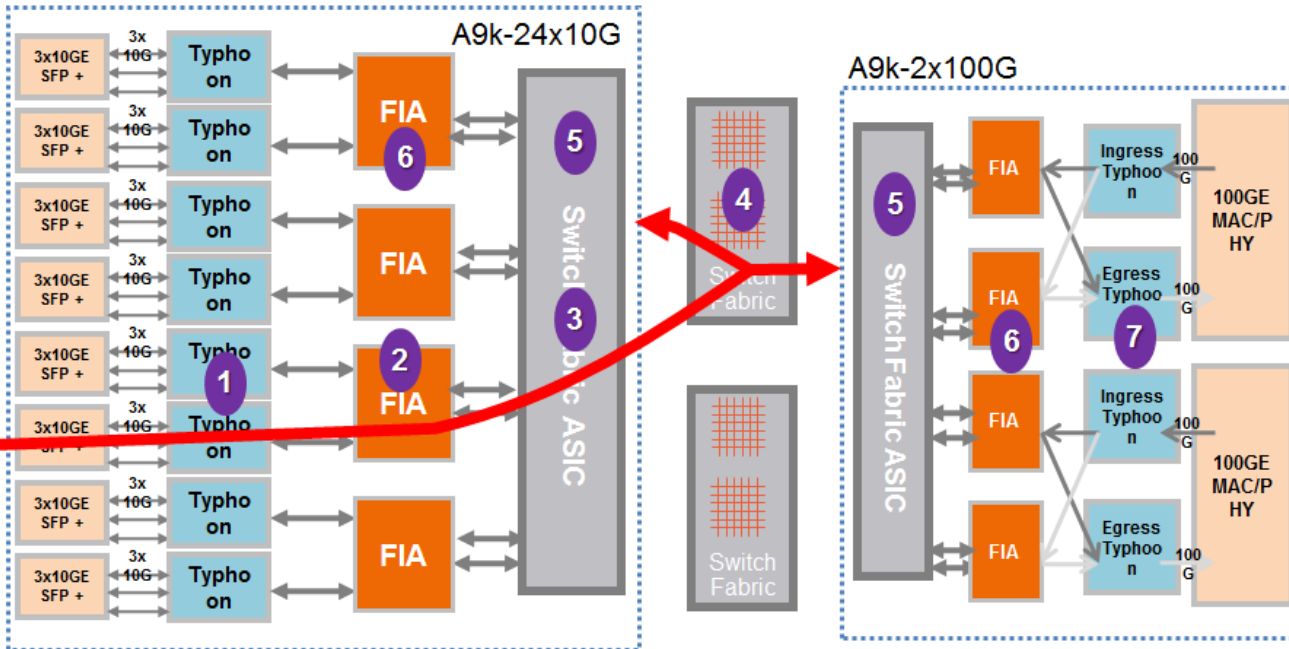 A9k-24x10G
3x10GE
SFP +
3x
10G
Typho
on
3x10GE
SFP +
3x
10G
Typho
on
3x10GE
SFP +
3x
10G
Typho
on
3x10GE
SFP +
3x
10G
Typho
on
3x10GE
SFP +
3x
10G
Typho
on
3x10GE
SFP +
3x
10G
Typho
on
3x10GE
SFP +
3x
10G
Typho
on
3x10GE
SFP +
3x
10G
Typho
on
1
FIA
6
FIA
2
FIA
FIA
5
3
Switch Fabric ASIC
4
Switch
Fabric
Switch
Fabric
A9k-2x100G
5
Switch Fabric ASIC
FIA
FIA
6
FIA
FIA
Ingress
Typhoo
n
100
G
Egress
Typhoo
n
100
G
7
Ingress
Typhoo
n
100
G
Egress
Typhoo
n
100
G
100GE
MAC/P
HY
100GE
MAC/P
HY